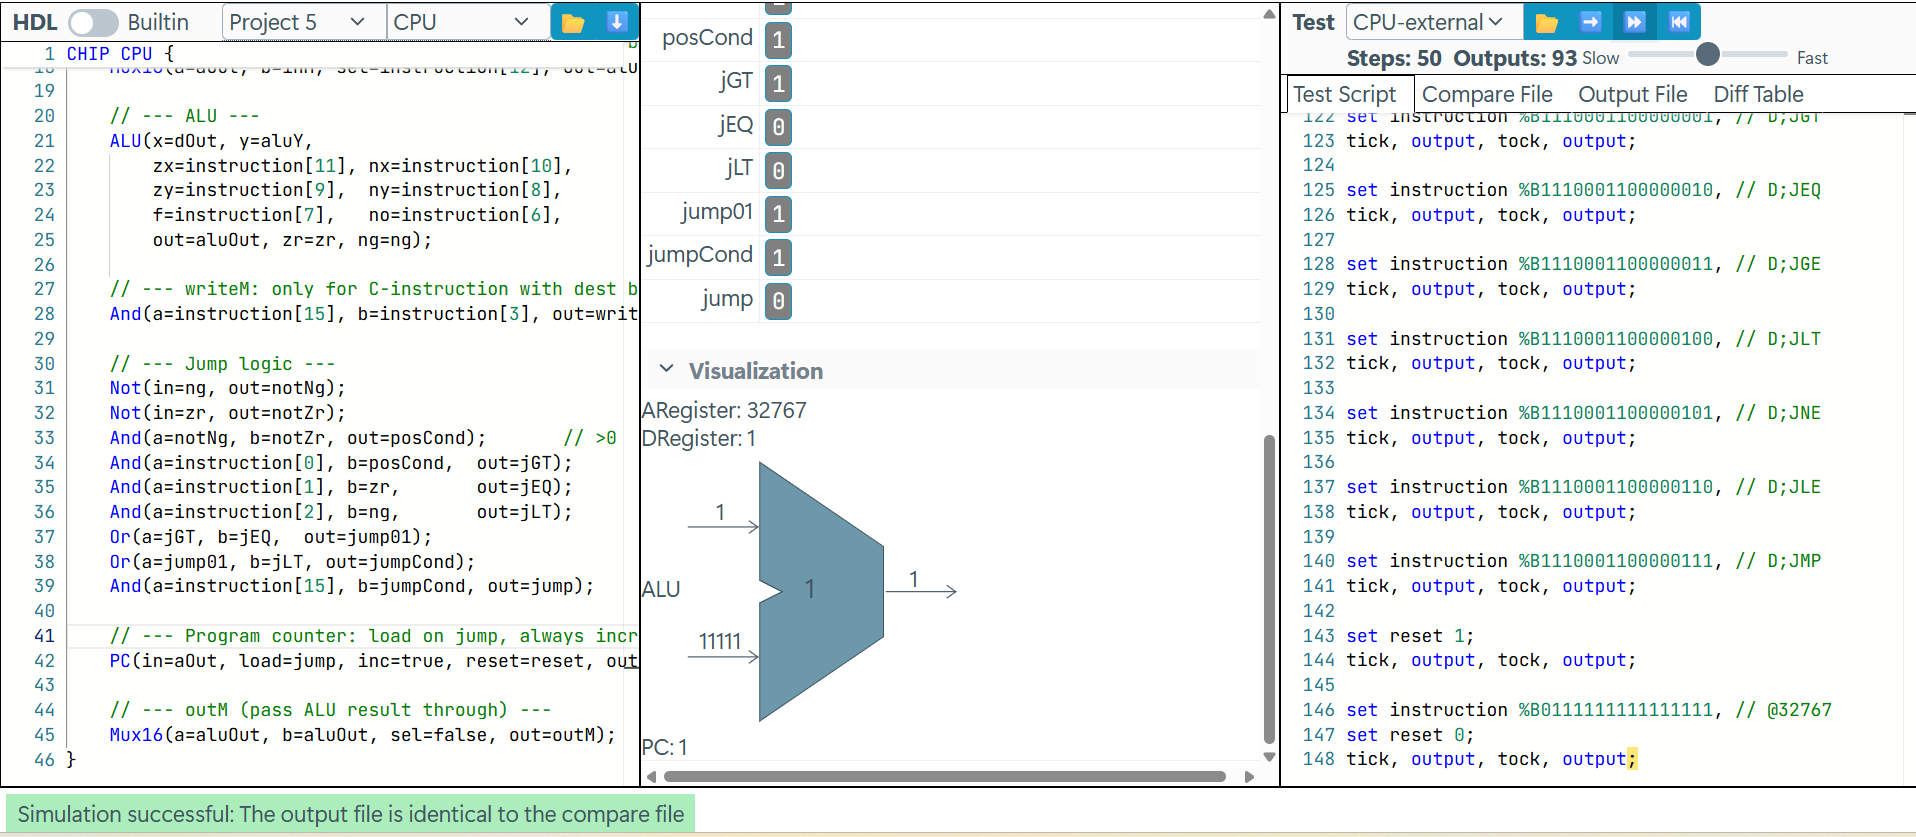 HDL Builtin Project 5 CPU
1 CHIP CPU {
19
20 // --- ALU ---
21 ALU(x=dOut, y=aluY,
22 zx=instruction[11], nx=instruction[10],
23 zy=instruction[9], ny=instruction[8],
24 f=instruction[7], no=instruction[6],
25 out=aluOut, zr=zr, ng=ng);
26
27 // --- writeM: only for C-instruction with dest b
28 And(a=instruction[15], b=instruction[3], out=writ
29
30 // --- Jump logic ---
31 Not(in=ng, out=notNg);
32 Not(in=zr, out=notZr);
33 And(a=notNg, b=notZr, out=posCond); // >0
34 And(a=instruction[0], b=posCond, out=jGT);
35 And(a=instruction[1], b=zr, out=jEQ);
36 And(a=instruction[2], b=ng, out=jLT);
37 Or(a=jGT, b=jEQ, out=jump01);
38 Or(a=jump01, b=jLT, out=jumpCond);
39 And(a=instruction[15], b=jumpCond, out=jump);
40
41 // --- Program counter: load on jump, always incr
42 PC(in=aOut, load=jump, inc=true, reset=reset, out
43
44 // --- outM (pass ALU result through) ---
45 Mux16(a=aluOut, b=aluOut, sel=false, out=outM);
46 }
posCond 1
jGT 1
jEQ 0
jLT 0
jump01 1
jumpCond 1
jump 0
Visualization
ARegister: 32767
DRegister: 1
1
ALU
1
1
11111
PC: 1
Test CPU-external
Steps: 50 Outputs: 93 Slow Fast
Test Script Compare File Output File Diff Table
122 set instruction %B1110001100000001, // D;JGT
123 tick, output, tock, output;
124
125 set instruction %B1110001100000010, // D;JEQ
126 tick, output, tock, output;
127
128 set instruction %B1110001100000011, // D;JGE
129 tick, output, tock, output;
130
131 set instruction %B1110001100000100, // D;JLT
132 tick, output, tock, output;
133
134 set instruction %B1110001100000101, // D;JNE
135 tick, output, tock, output;
136
137 set instruction %B1110001100000110, // D;JLE
138 tick, output, tock, output;
139
140 set instruction %B1110001100000111, // D;JMP
141 tick, output, tock, output;
142
143 set reset 1;
144 tick, output, tock, output;
145
146 set instruction %B0111111111111111, // @32767
147 set reset 0;
148 tick, output, tock, output;
Simulation successful: The output file is identical to the compare file